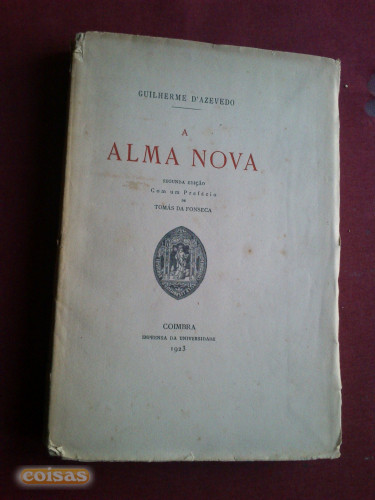 GUILHERME D'AZEVEDO
A
ALMA NOVA
SEGUNDA EDIÇÃO
Com um Prefácio
DE
TOMÁS DA FONSECA
COIMBRA
IMPRENSA DA UNIVERSIDADE
1923
coisas